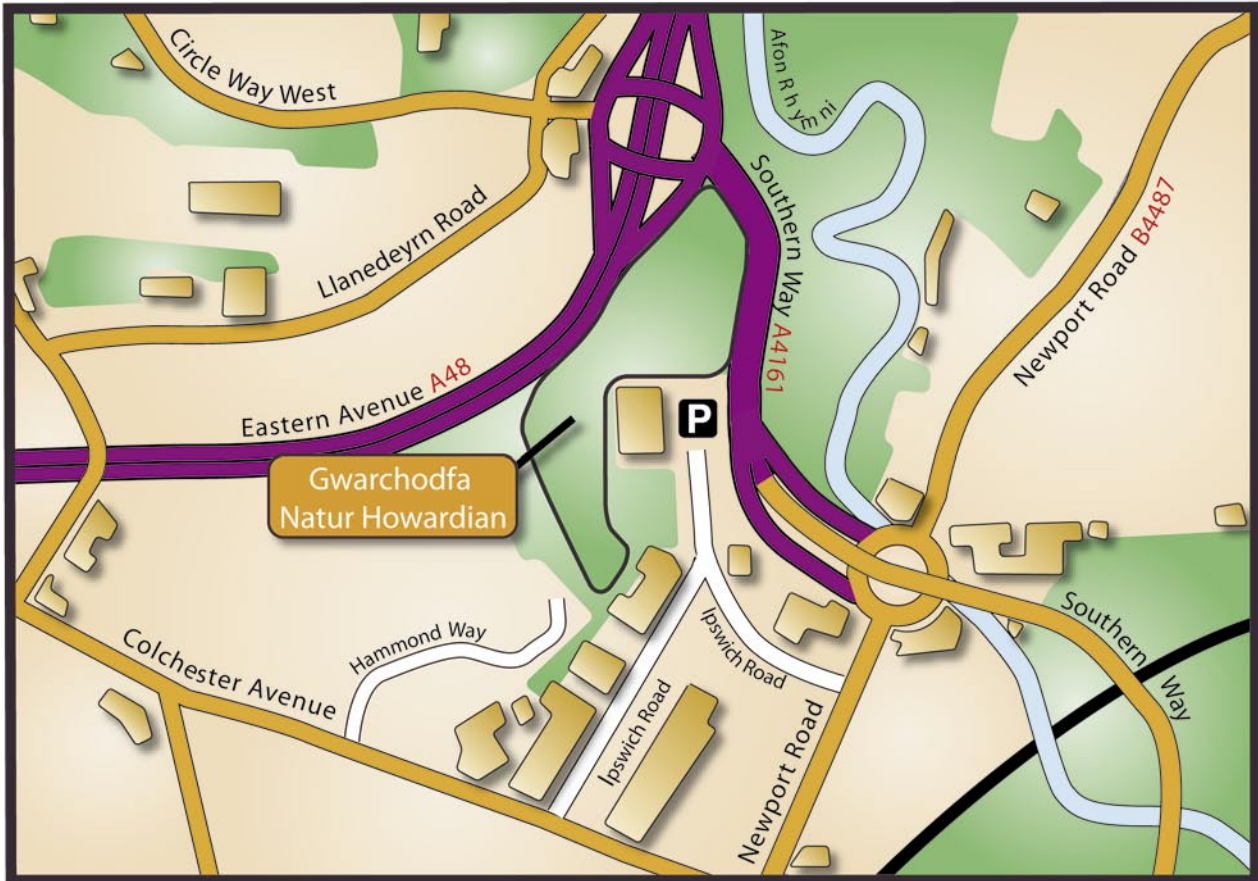 Circle Way West
Afon Rhymni
Llanedeyrn Road
Southern Way A4161
Newport Road B4487
Eastern Avenue A48
P
Gwarchodfa
Natur Howardian
Hammond Way
Colchester Avenue
Ipswich Road
Ipswich Road
Newport Road
Southern Way